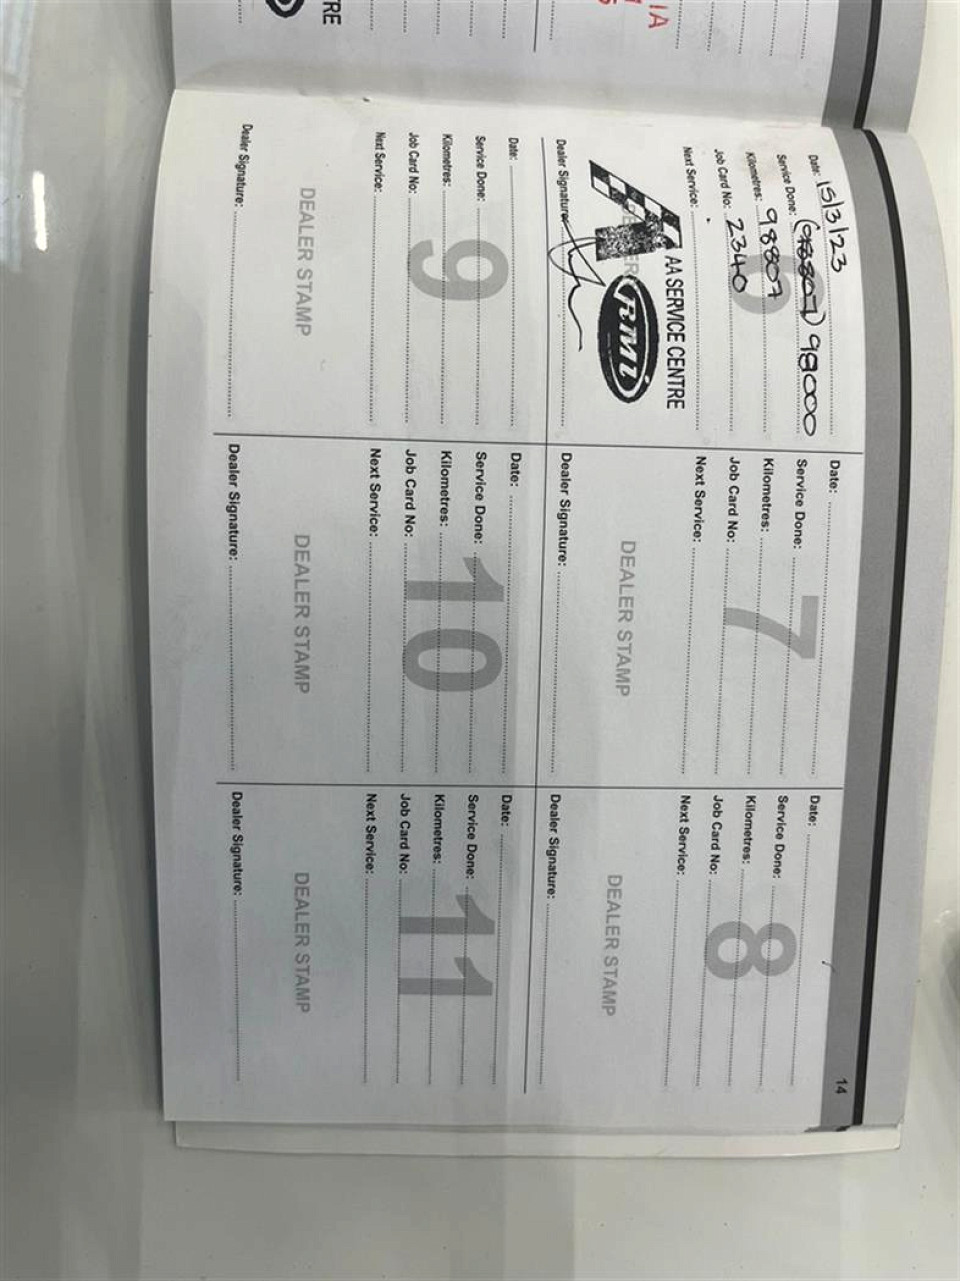 TRE
IA
14
Date: 15/3/23
Service Done: (98807) 98000
Kilometres: 98807
Job Card No: 2340
Next Service:
6
AA SERVICE CENTRE
RMI
Dealer Signature:
Date:
Service Done:
Kilometres:
Job Card No:
Next Service:
7
DEALER STAMP
Dealer Signature:
Date:
Service Done:
Kilometres:
Job Card No:
Next Service:
8
DEALER STAMP
Dealer Signature:
Date:
Service Done:
Kilometres:
Job Card No:
Next Service:
9
DEALER STAMP
Dealer Signature:
Date:
Service Done:
Kilometres:
Job Card No:
Next Service:
10
DEALER STAMP
Dealer Signature:
Date:
Service Done:
Kilometres:
Job Card No:
Next Service:
11
DEALER STAMP
Dealer Signature: